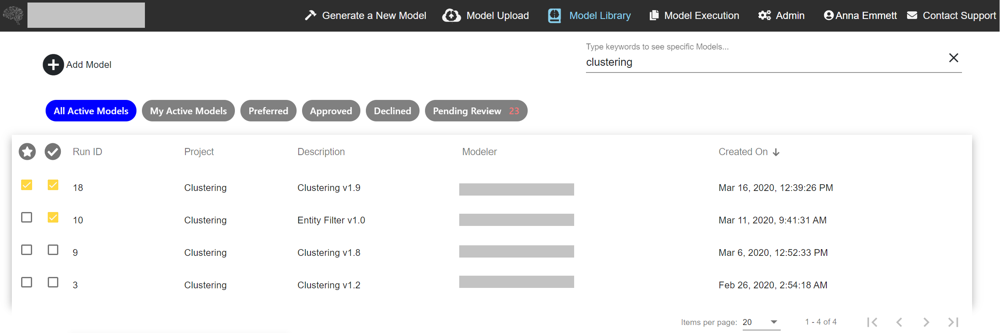 Generate a New Model Model Upload Model Library Model Execution Admin Anna Emmett Contact Support
Type keywords to see specific Models...
Add Model
clustering
All Active Models My Active Models Preferred Approved Declined Pending Review 23
Run ID Project Description Modeler Created On
18 Clustering Clustering v1.9 Mar 16, 2020, 12:39:26 PM
10 Clustering Entity Filter v1.0 Mar 11, 2020, 9:41:31 AM
9 Clustering Clustering v1.8 Mar 6, 2020, 12:52:33 PM
3 Clustering Clustering v1.2 Feb 26, 2020, 2:54:18 AM
Items per page: 20 1 - 4 of 4